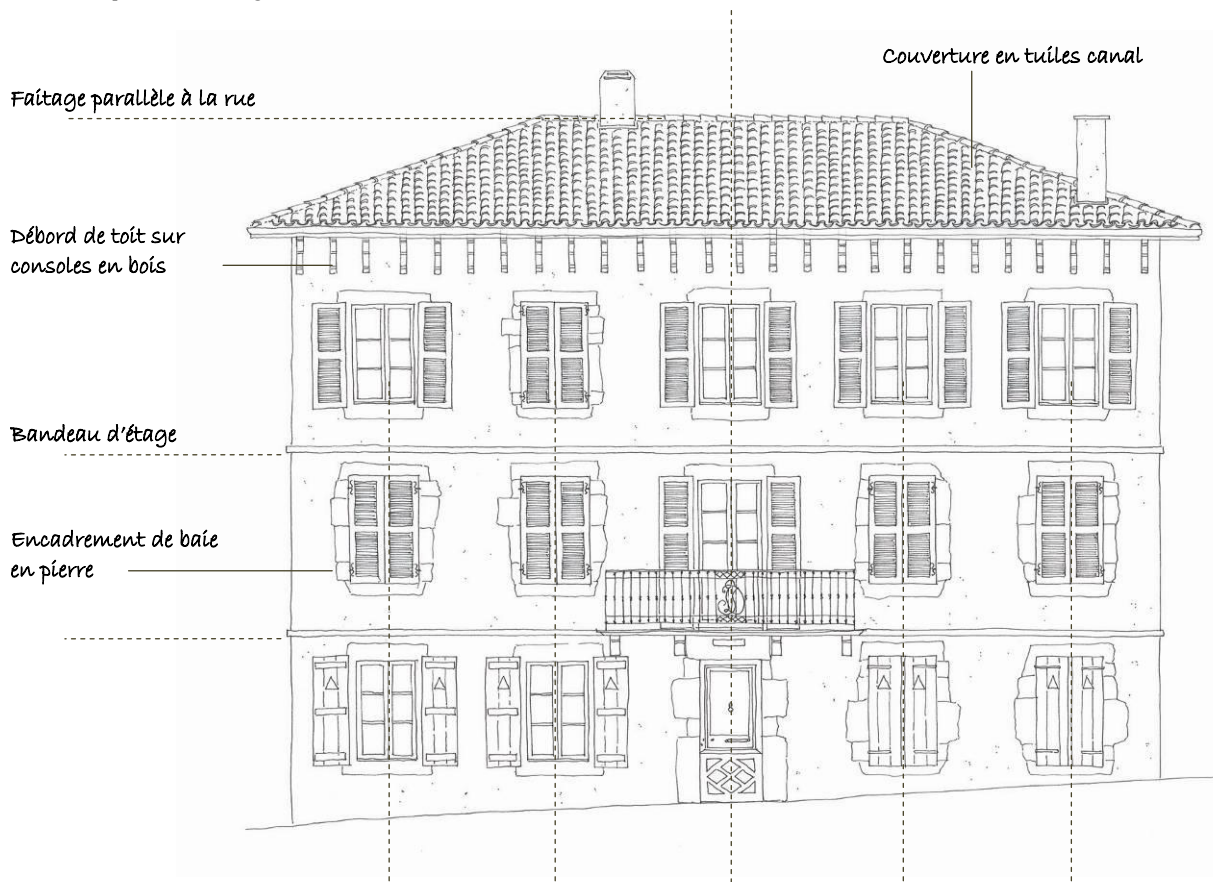 Couverture en tuiles canal
Faitage parallèle à la rue
Débord de toit sur
consoles en bois
Bandeau d'étage
Encadrement de baie
en pierre